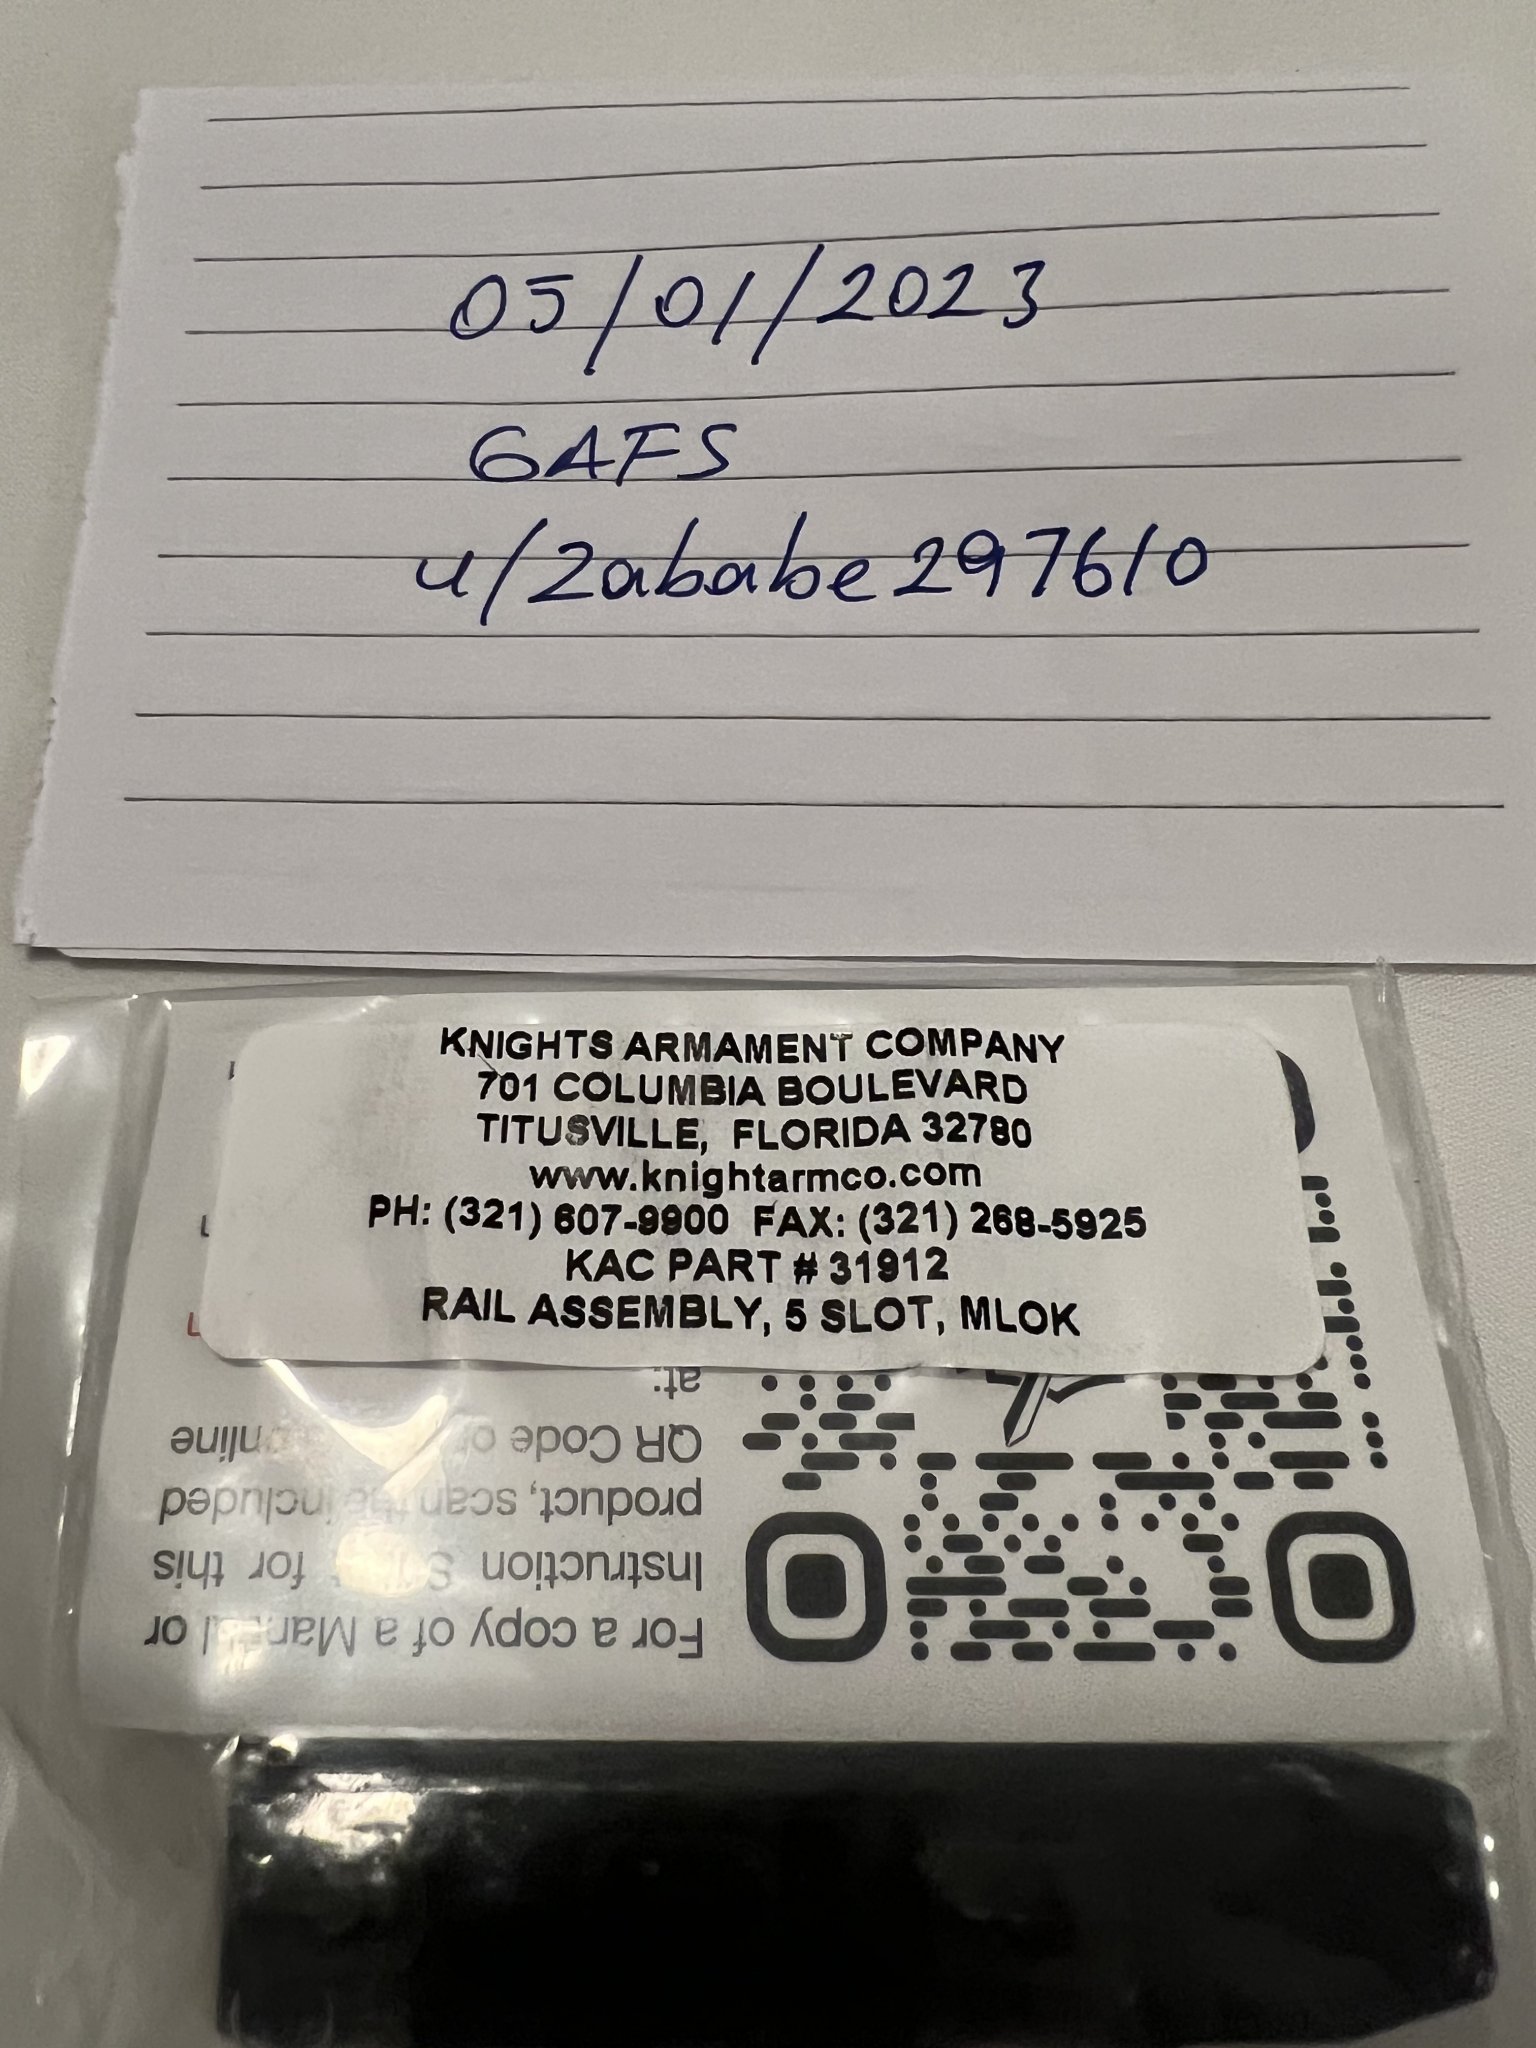 05/01/2023
GAFS
u/2ababe297610
KNIGHTS ARMAMENT COMPANY
701 COLUMBIA BOULEVARD
TITUSVILLE, FLORIDA 32780
www.knightarmco.com
PH: (321) 607-9900 FAX: (321) 268-5925
KAC PART # 31912
RAIL ASSEMBLY, 5 SLOT, MLOK
For a copy of a Manual or
Instruction for this
product, scan the included
QR Code or online
at: